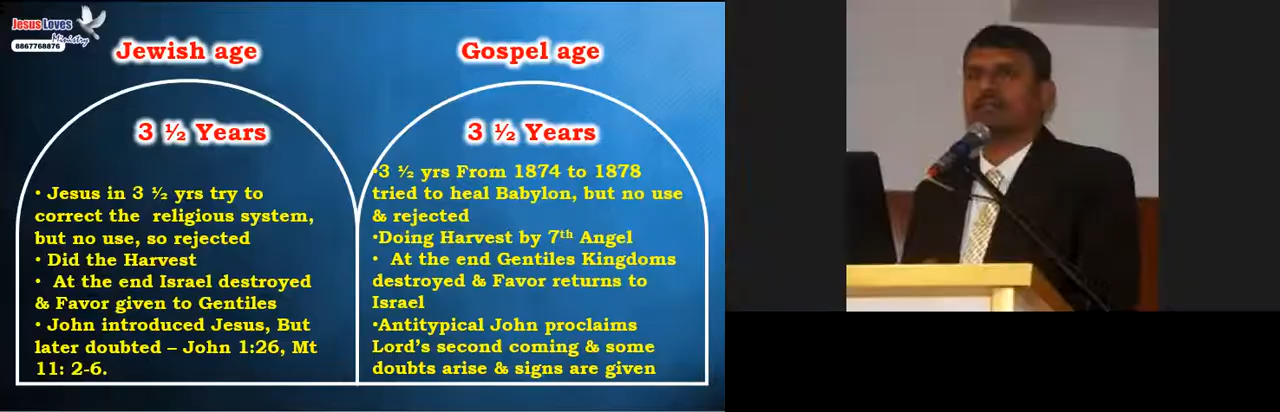 Jesus Loves
Ministry
8867768876
Jewish age
3 ½ Years
• Jesus in 3 ½ yrs try to
correct the religious system,
but no use, so rejected
• Did the Harvest
• At the end Israel destroyed
& Favor given to Gentiles
• John introduced Jesus, But
later doubted – John 1:26, Mt
11: 2-6.
Gospel age
3 ½ Years
•3 ½ yrs From 1874 to 1878
tried to heal Babylon, but no use
& rejected
•Doing Harvest by 7th Angel
• At the end Gentiles Kingdoms
destroyed & Favor returns to
Israel
•Antitypical John proclaims
Lord's second coming & some
doubts arise & signs are given